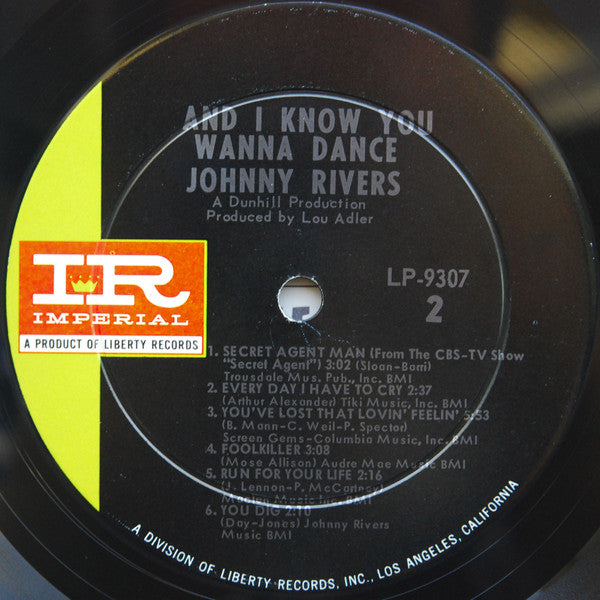 AND I KNOW YOU
WANNA DANCE
JOHNNY RIVERS
A Dunhill Production
Produced by Lou Adler
IR
IMPERIAL
A PRODUCT OF LIBERTY RECORDS
LP-9307
2
1. SECRET AGENT MAN (From The CBS-TV Show
"Secret Agent") 3:02 (Sloan-Barri)
Trousdale Mus. Pub., Inc. BMI
2. EVERY DAY I HAVE TO CRY 2:37
(Arthur Alexander) Tiki Music, Inc. BMI
3. YOU'VE LOST THAT LOVIN' FEELIN' 5:53
(B. Mann-C. Weil-P. Spector)
Screen Gems-Columbia Music, Inc. BMI
4. FOOLKILLER 3:08
(Mose Allison) Audre Mae Music BMI
5. RUN FOR YOUR LIFE 2:16
(J. Lennon-P. McCartney)
Maclen Music Inc. BMI
6. YOU DIG 2:10
(Day-Jones) Johnny Rivers
Music BMI
A DIVISION OF LIBERTY RECORDS, INC., LOS ANGELES, CALIFORNIA